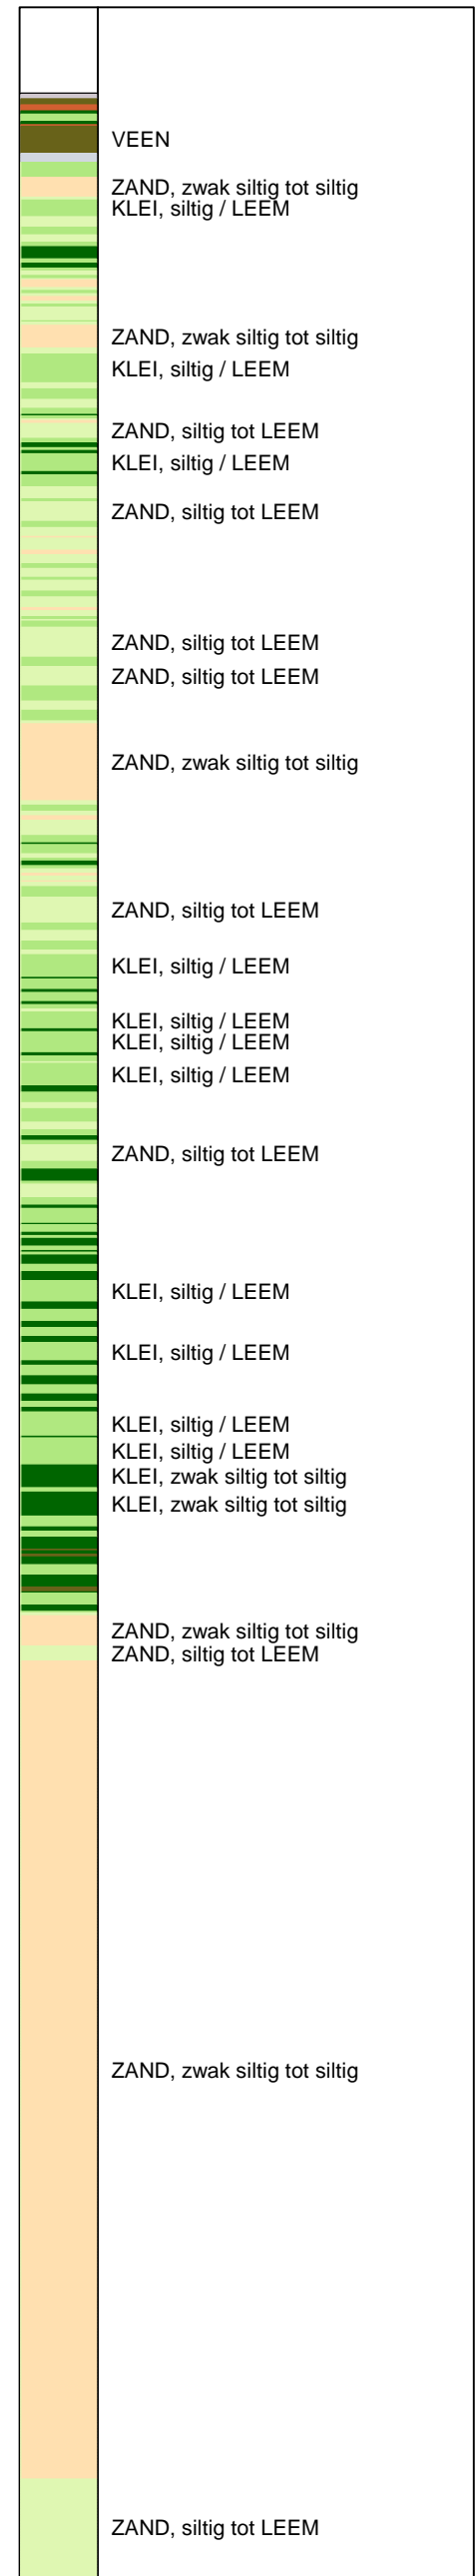 VEEN
ZAND, zwak siltig tot siltig
KLEI, siltig / LEEM
ZAND, zwak siltig tot siltig
KLEI, siltig / LEEM
ZAND, siltig tot LEEM
KLEI, siltig / LEEM
ZAND, siltig tot LEEM
ZAND, siltig tot LEEM
ZAND, siltig tot LEEM
ZAND, zwak siltig tot siltig
ZAND, siltig tot LEEM
KLEI, siltig / LEEM
KLEI, siltig / LEEM
KLEI, siltig / LEEM
KLEI, siltig / LEEM
ZAND, siltig tot LEEM
KLEI, siltig / LEEM
KLEI, siltig / LEEM
KLEI, siltig / LEEM
KLEI, siltig / LEEM
KLEI, zwak siltig tot siltig
KLEI, zwak siltig tot siltig
ZAND, zwak siltig tot siltig
ZAND, siltig tot LEEM
ZAND, zwak siltig tot siltig
ZAND, siltig tot LEEM